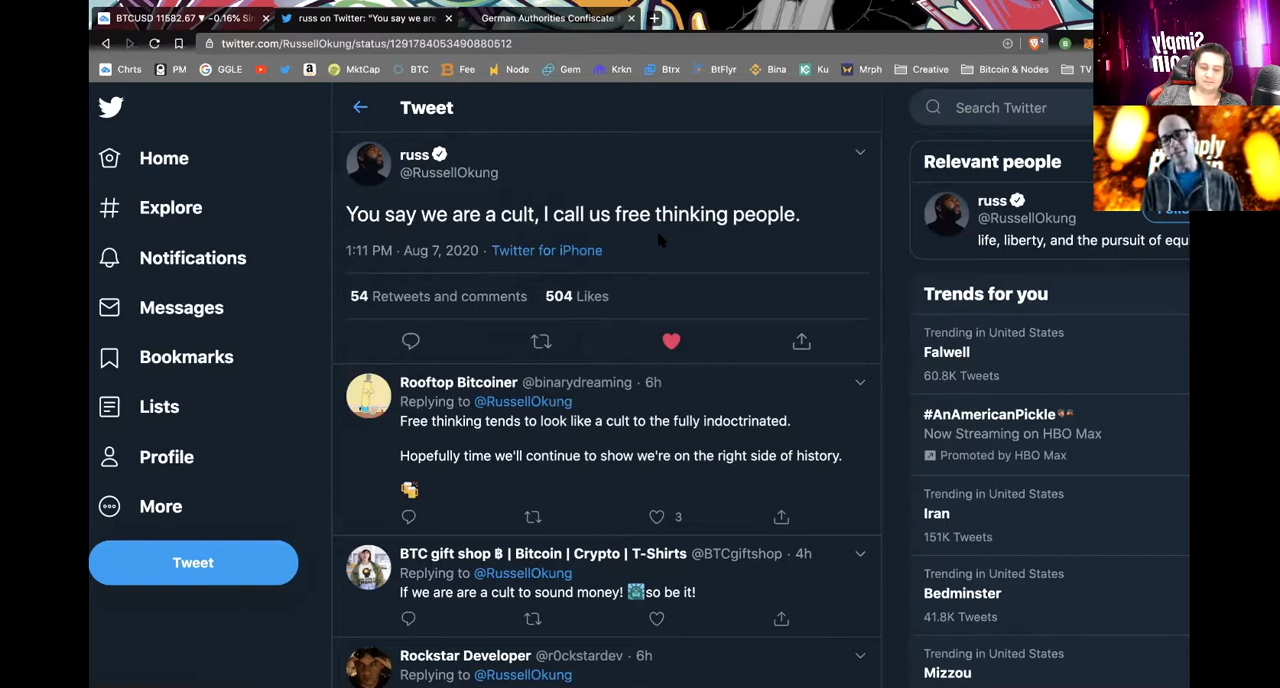 BTCUSD 11582.67 ▼ -0.16%
russ on Twitter: "You say we are
German Authorities Confiscate
twitter.com/RussellOkung/status/1291784053490880512
Chrts PM GGLE MktCap BTC Fee Node Gem Krkn Btrx BtFlyr Bina Ku Mrph Creative Bitcoin & Nodes TV
Tweet
Search Twitter
Home
Explore
Notifications
Messages
Bookmarks
Lists
Profile
More
Tweet
russ
@RussellOkung
You say we are a cult, I call us free thinking people.
1:11 PM · Aug 7, 2020 · Twitter for iPhone
54 Retweets and comments 504 Likes
Rooftop Bitcoiner @binarydreaming · 6h
Replying to @RussellOkung
Free thinking tends to look like a cult to the fully indoctrinated.
Hopefully time we'll continue to show we're on the right side of history.
3
BTC gift shop ฿ | Bitcoin | Crypto | T-Shirts @BTCgiftshop · 4h
Replying to @RussellOkung
If we are are a cult to sound money! so be it!
Rockstar Developer @r0ckstardev · 6h
Replying to @RussellOkung
Relevant people
russ
@RussellOkung
life, liberty, and the pursuit of equ
Trends for you
Trending in United States
Falwell
60.8K Tweets
#AnAmericanPickle
Now Streaming on HBO Max
Promoted by HBO Max
Trending in United States
Iran
151K Tweets
Trending in United States
Bedminster
41.8K Tweets
Trending in United States
Mizzou
Simply